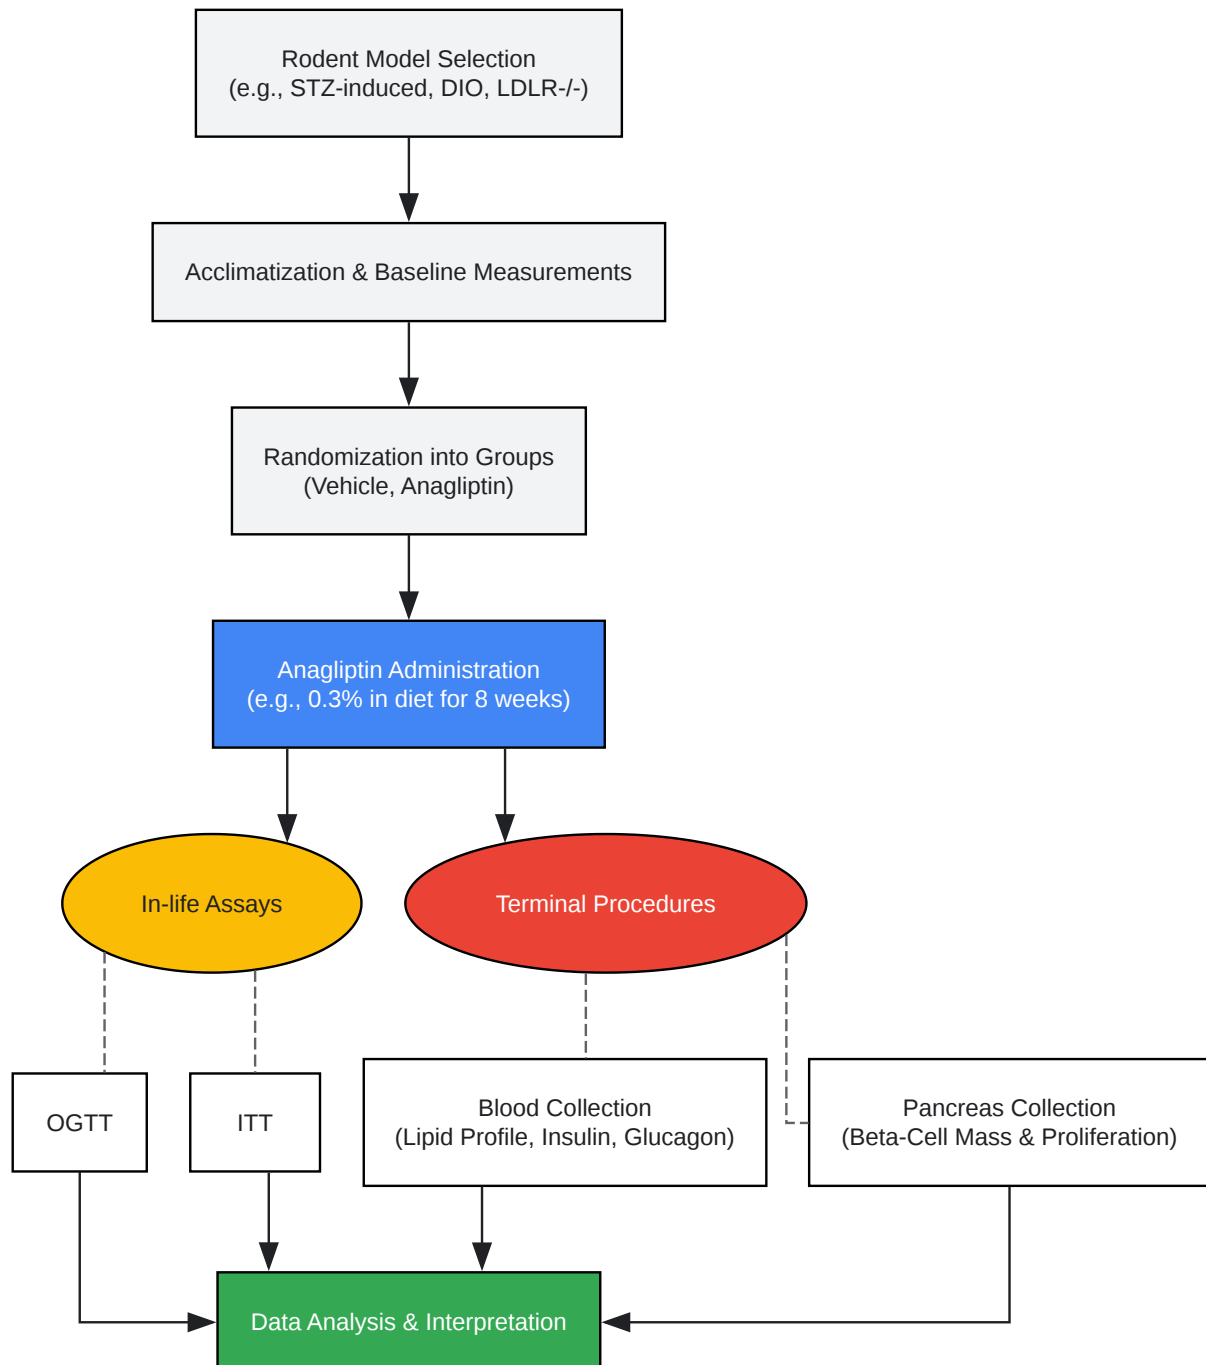 Rodent Model Selection
(e.g., STZ-induced, DIO, LDLR-/-)
Acclimatization & Baseline Measurements
Randomization into Groups
(Vehicle, Anagliptin)
Anagliptin Administration
(e.g., 0.3% in diet for 8 weeks)
In-life Assays
Terminal Procedures
OGTT
ITT
Blood Collection
(Lipid Profile, Insulin, Glucagon)
Pancreas Collection
(Beta-Cell Mass & Proliferation)
Data Analysis & Interpretation